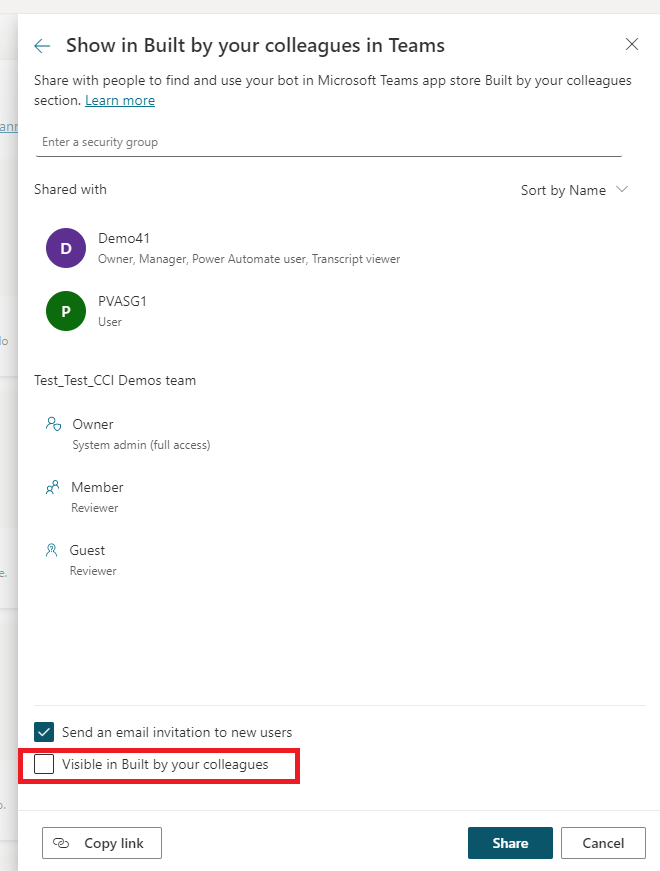 Show in Built by your colleagues in Teams
Share with people to find and use your bot in Microsoft Teams app store Built by your colleagues
section. Learn more
Enter a security group
Shared with
Sort by Name
D
Demo41
Owner, Manager, Power Automate user, Transcript viewer
P
PVASG1
User
Test_Test_CCI Demos team
Owner
System admin (full access)
Member
Reviewer
Guest
Reviewer
Send an email invitation to new users
Visible in Built by your colleagues
Copy link
Share
Cancel